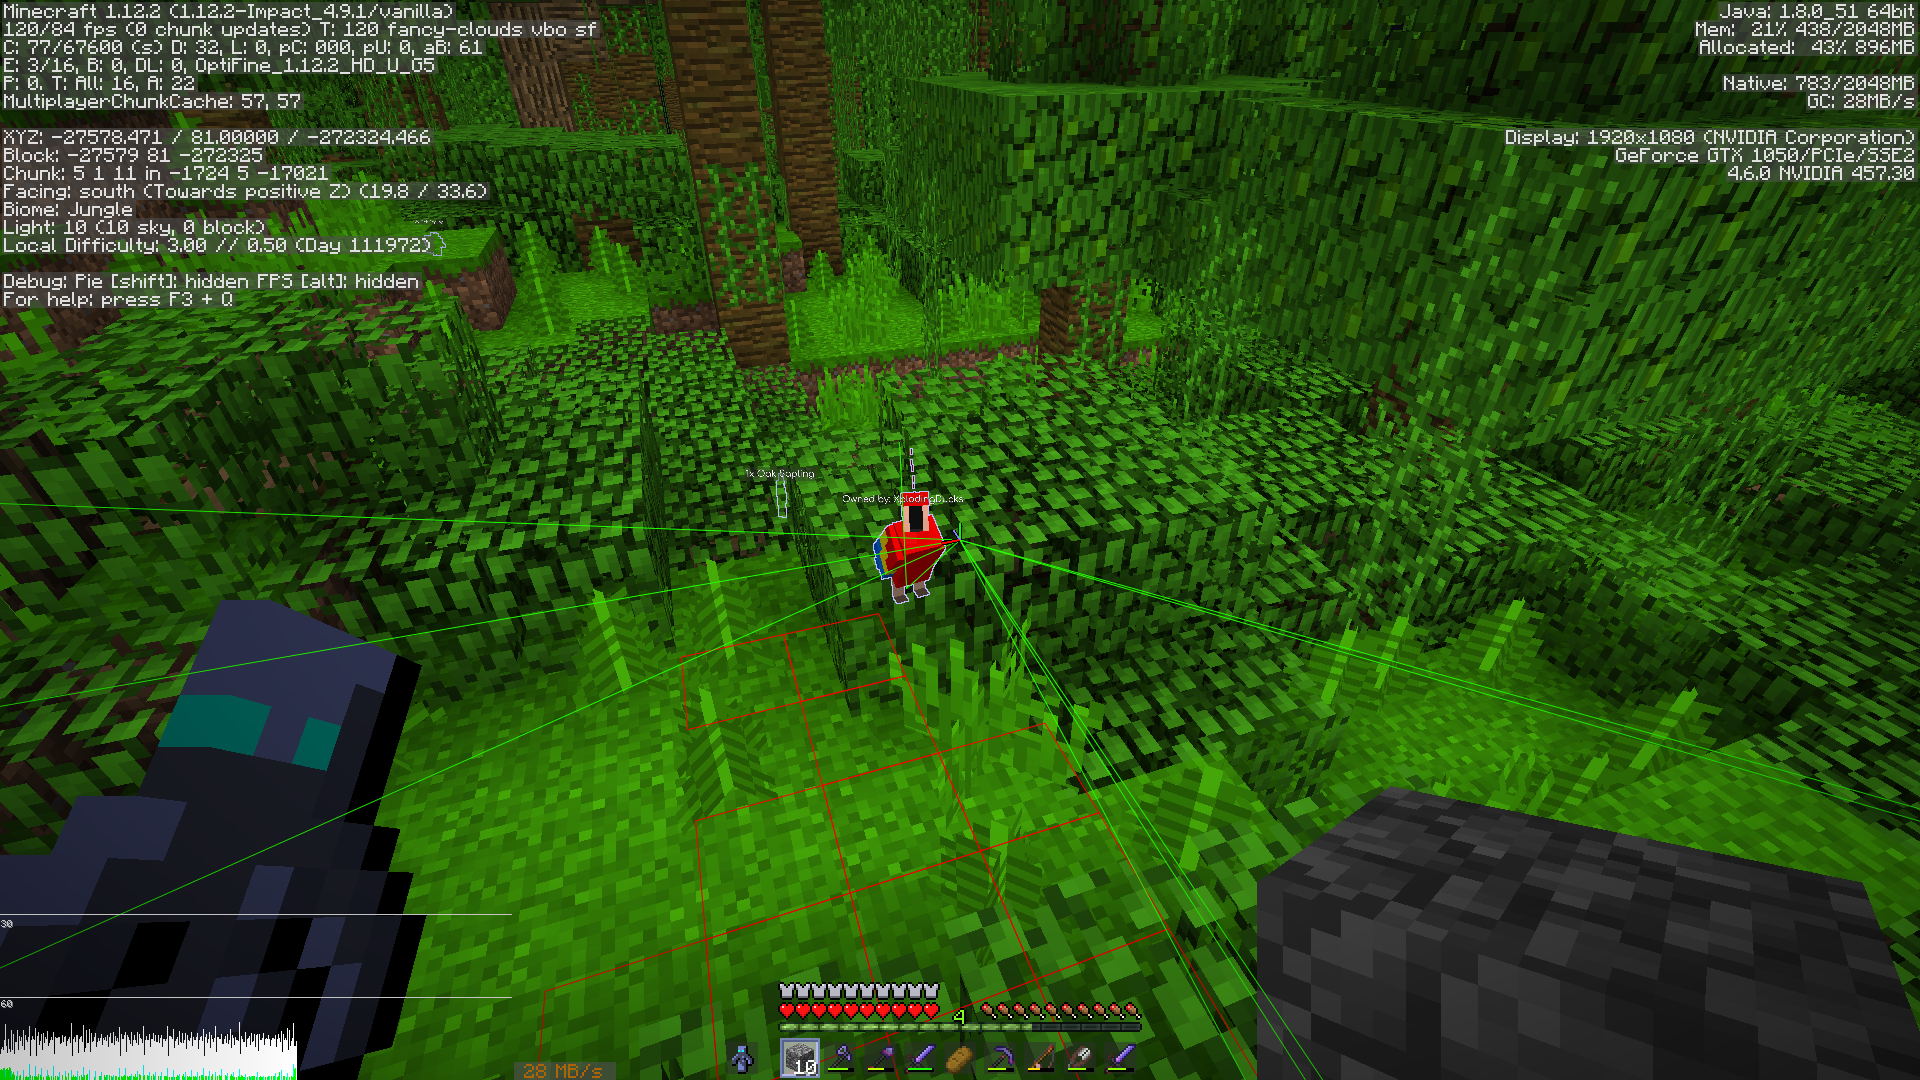 Minecraft 1.12.2 (1.12.2-Impact_4.9.1/vanilla)
120/84 fps (0 chunk updates) T: 120 fancy-clouds vbo sf
C: 77/67600 (s) D: 32, L: 0, pC: 000, pU: 0, aB: 61
E: 3/16, B: 0, DL: 0, OptiFine_1.12.2_HD_U_G5
P: 0. T: All: 16, A: 22
MultiplayerChunkCache: 57, 57
XYZ: -27578.471 / 81.00000 / -272324.466
Block: -27579 81 -272325
Chunk: 5 1 11 in -1724 5 -17021
Facing: south (Towards positive Z) (19.8 / 33.6)
Biome: Jungle
Light: 10 (10 sky, 0 block)
Local Difficulty: 3.00 // 0.50 (Day 111972)
Debug: Pie [shift]: hidden FPS [alt]: hidden
For help: press F3 + Q
Java: 1.8.0_51 64bit
Mem: 21% 438/2048MB
Allocated: 43% 896MB
Native: 783/2048MB
GC: 28MB/s
Display: 1920x1080 (NVIDIA Corporation)
GeForce GTX 1050/PCIe/SSE2
4.6.0 NVIDIA 457.30
1x Oak Sapling
Owned by: XplodingDucks
30
60
4
10
28 MB/s